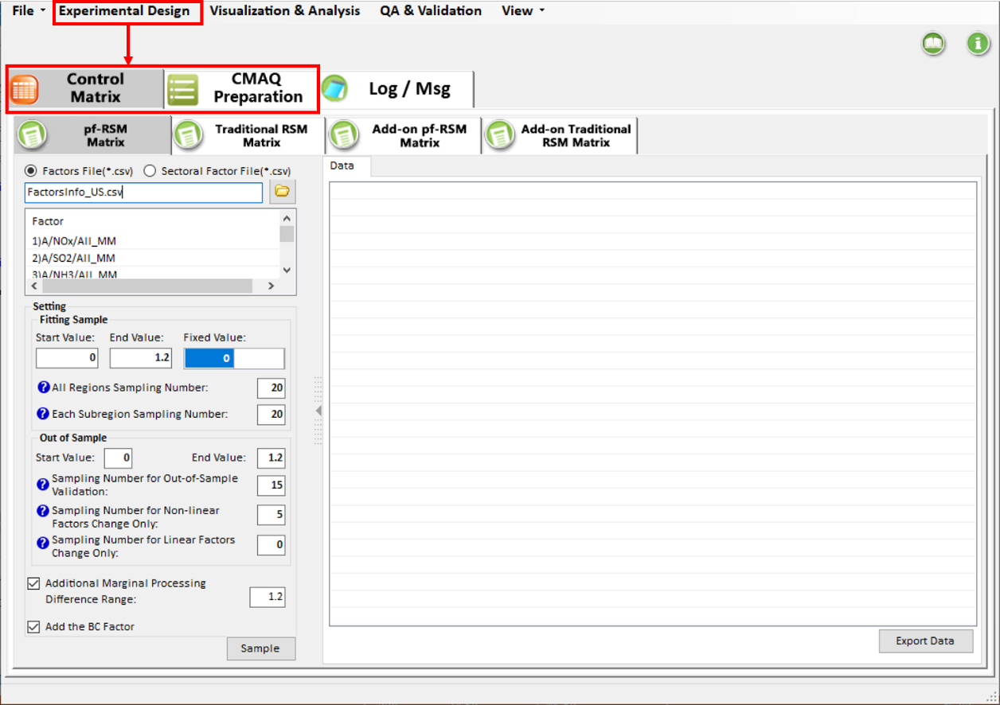 File Experimental Design Visualization & Analysis QA & Validation View
Control
Matrix
CMAQ
Preparation
Log / Msg
pf-RSM
Matrix
Traditional RSM
Matrix
Add-on pf-RSM
Matrix
Add-on Traditional
RSM Matrix
Factors File(*.csv) Sectoral Factor File(*.csv)
FactorsInfo_US.csv
Factor
1)A/NOx/All_MM
2)A/SO2/All_MM
3)A/NH3/All_MM
Setting
Fitting Sample
Start Value: End Value: Fixed Value:
0 1.2 0
? All Regions Sampling Number: 20
? Each Subregion Sampling Number: 20
Out of Sample
Start Value: 0 End Value: 1.2
? Sampling Number for Out-of-Sample
Validation: 15
? Sampling Number for Non-linear
Factors Change Only: 5
? Sampling Number for Linear Factors
Change Only: 0
Additional Marginal Processing
Difference Range: 1.2
Add the BC Factor
Sample
Data
Export Data